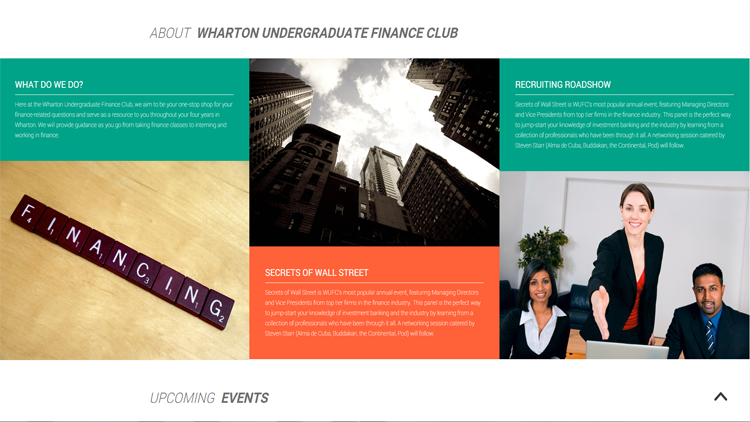 ABOUT WHARTON UNDERGRADUATE FINANCE CLUB
WHAT DO WE DO?
Here at the Wharton Undergraduate Finance Club, we aim to be your one-stop shop for your
finance-related questions and serve as a resource to you throughout your four years in
Wharton. We will provide guidance as you go from taking finance classes to interning and
working in finance.
FINANCING
SECRETS OF WALL STREET
Secrets of Wall Street is WUFC's most popular annual event, featuring Managing Directors
and Vice Presidents from top tier firms in the finance industry. This panel is the perfect way
to jump-start your knowledge of investment banking and the industry by learning from a
collection of professionals who have been through it all. A networking session catered by
Steven Starr (Alma de Cuba, Buddakan, the Continental, Pod) will follow.
RECRUITING ROADSHOW
Secrets of Wall Street is WUFC's most popular annual event, featuring Managing Directors
and Vice Presidents from top tier firms in the finance industry. This panel is the perfect way
to jump-start your knowledge of investment banking and the industry by learning from a
collection of professionals who have been through it all. A networking session catered by
Steven Starr (Alma de Cuba, Buddakan, the Continental, Pod) will follow.
UPCOMING EVENTS